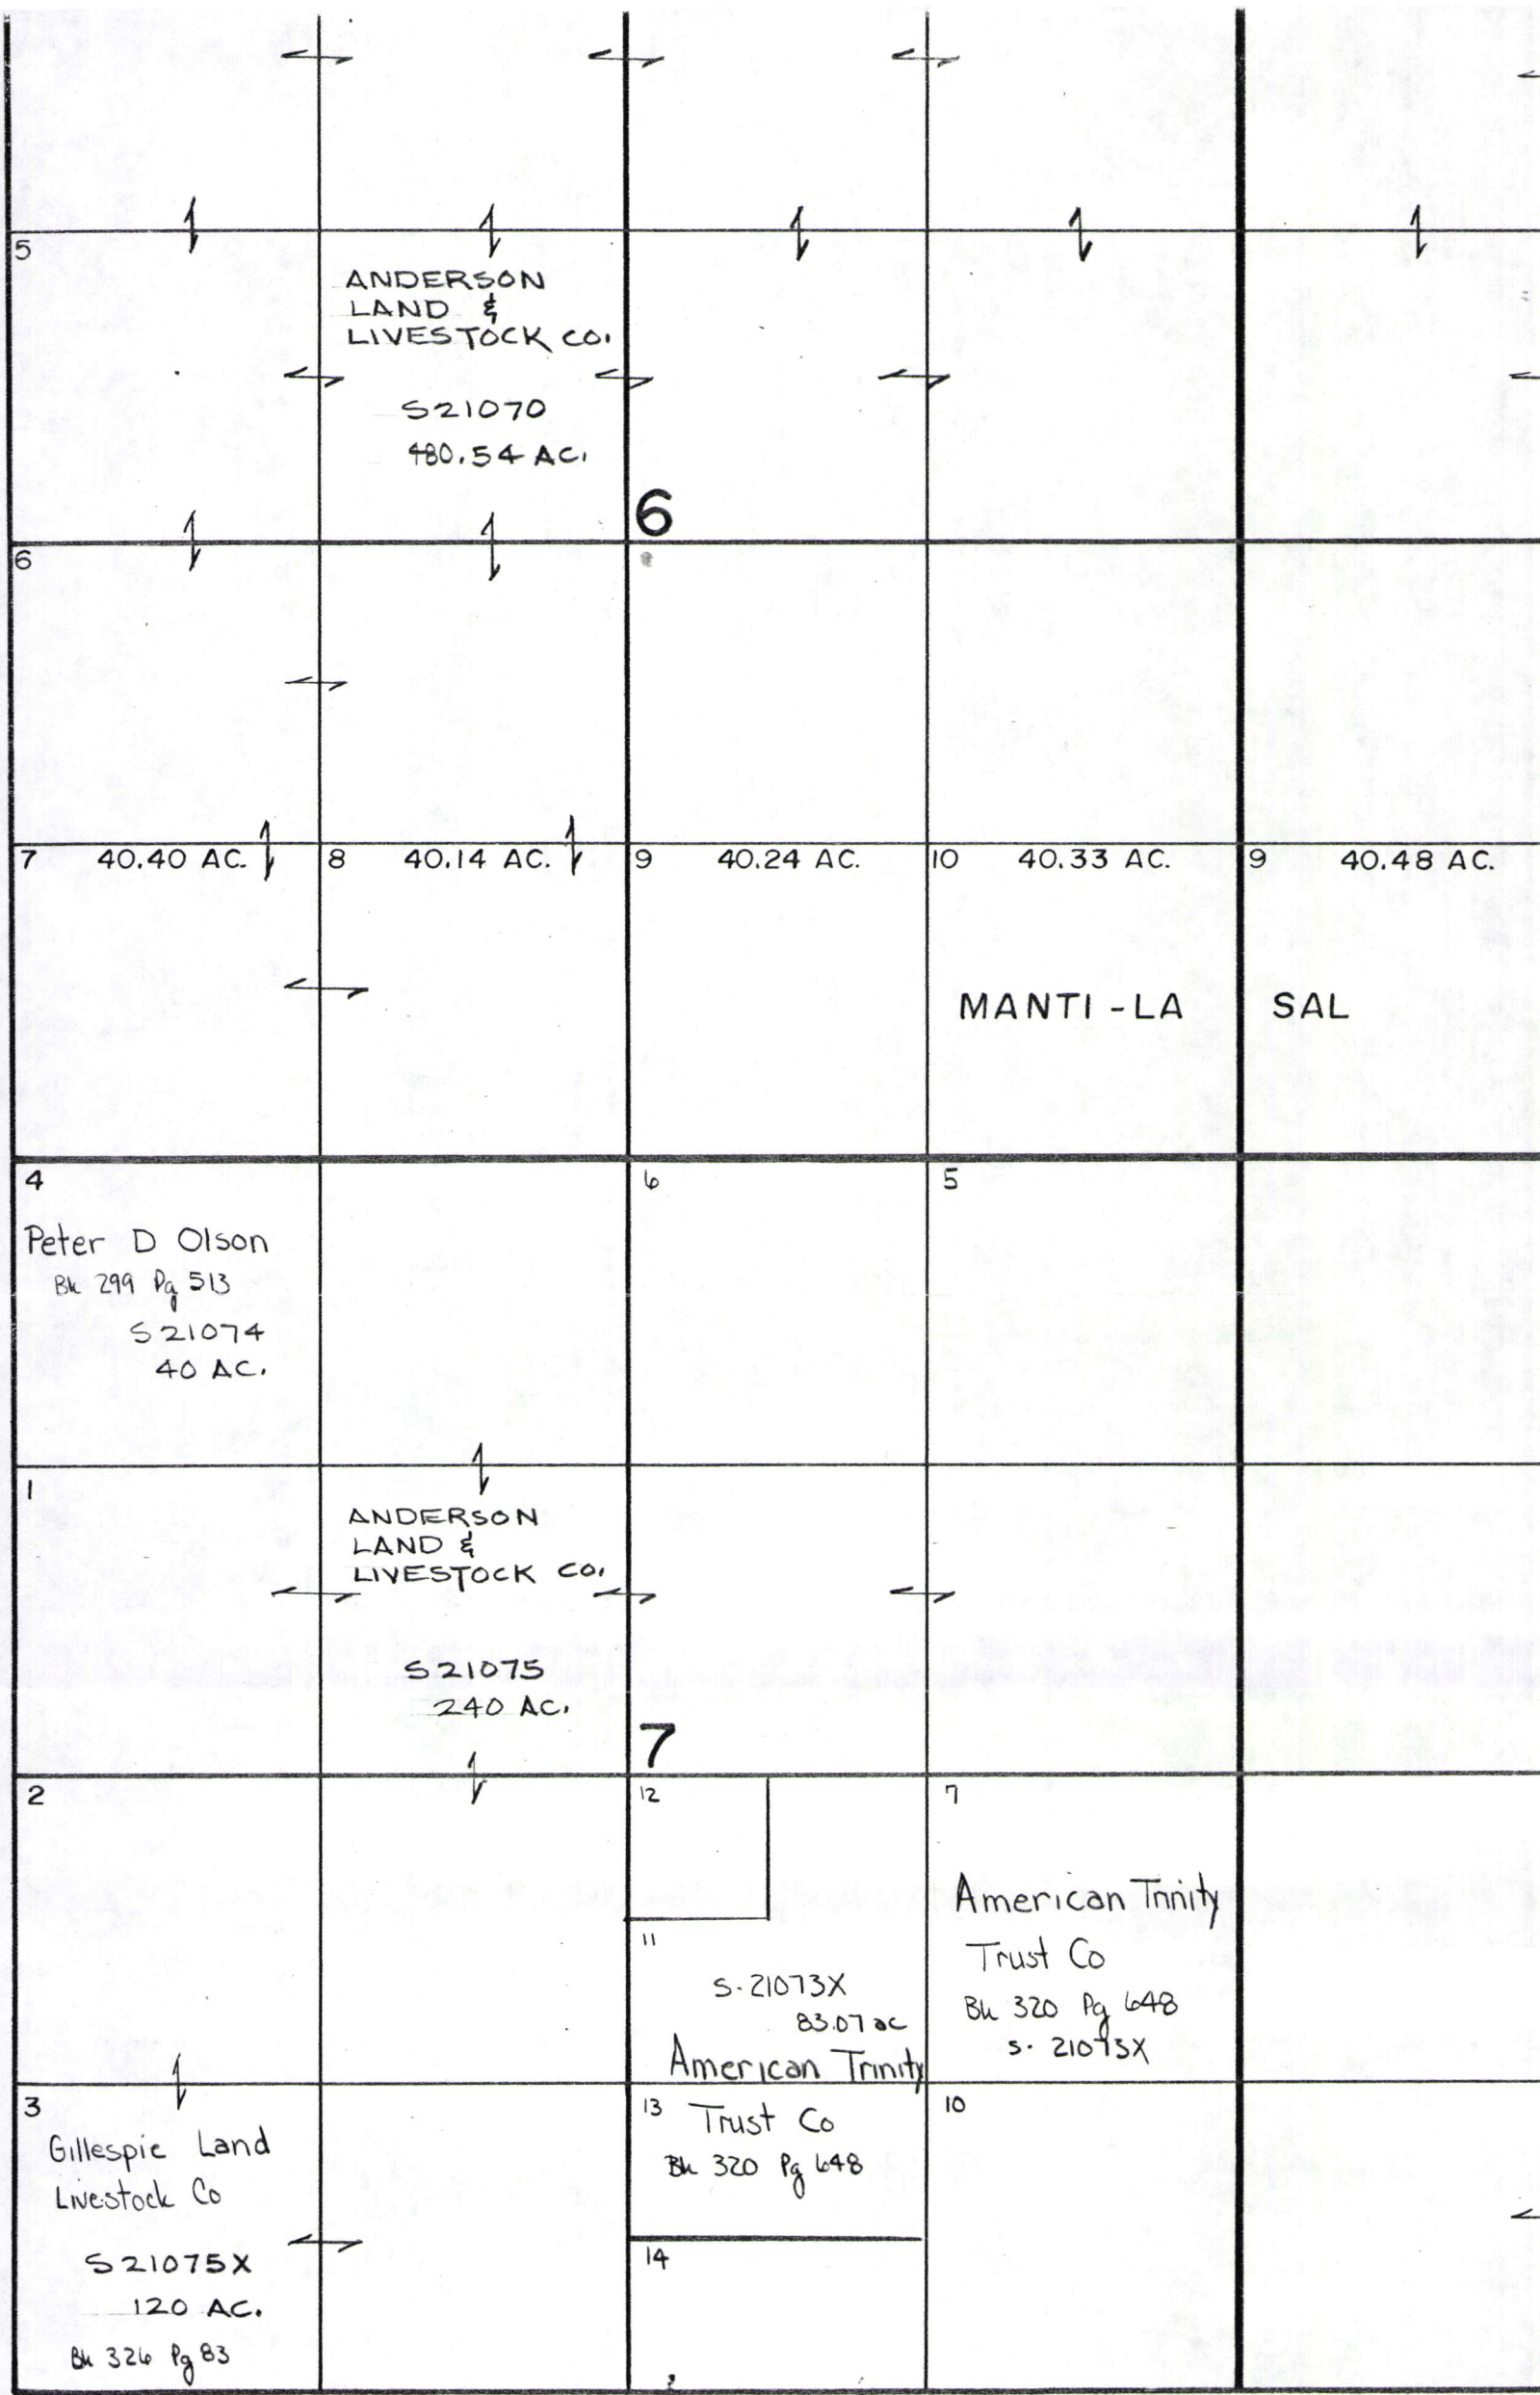 5
ANDERSON
LAND &
LIVESTOCK CO.
S21070
480.54 AC.
6
6
7 40.40 AC. 8 40.14 AC. 9 40.24 AC. 10 40.33 AC. 9 40.48 AC.
MANTI - LA SAL
4 6 5
Peter D Olson
Bk 299 Pg 513
S21074
40 AC.
1
ANDERSON
LAND &
LIVESTOCK CO.
S21075
240 AC.
7
2 12 7
American Trinity
Trust Co
Bk 320 Pg 648
S. 21073X
11
S. 21073X
83.07 ac
American Trinity
3 13 10
Trust Co
Bk 320 Pg 648
Gillespie Land
Livestock Co
S21075X
120 AC.
Bk 326 Pg 83
14